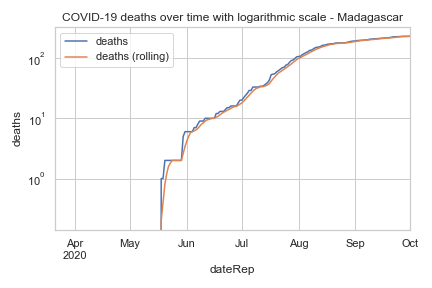 COVID-19 deaths over time with logarithmic scale - Madagascar
deaths
deaths (rolling)
10²
10¹
10⁰
deaths
Apr May Jun Jul Aug Sep Oct
2020
dateRep